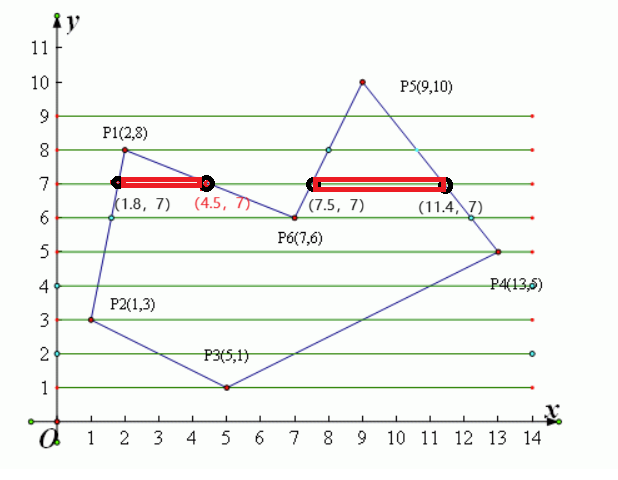 y
11
10
P5(9,10)
9
P1(2,8)
8
7
(1.8, 7) (4.5, 7) (7.5, 7) (11.4, 7)
6
P6(7,6)
5
4
P4(13,5)
P2(1,3)
3
P3(5,1)
2
1
x
O 1 2 3 4 5 6 7 8 9 10 11 12 13 14